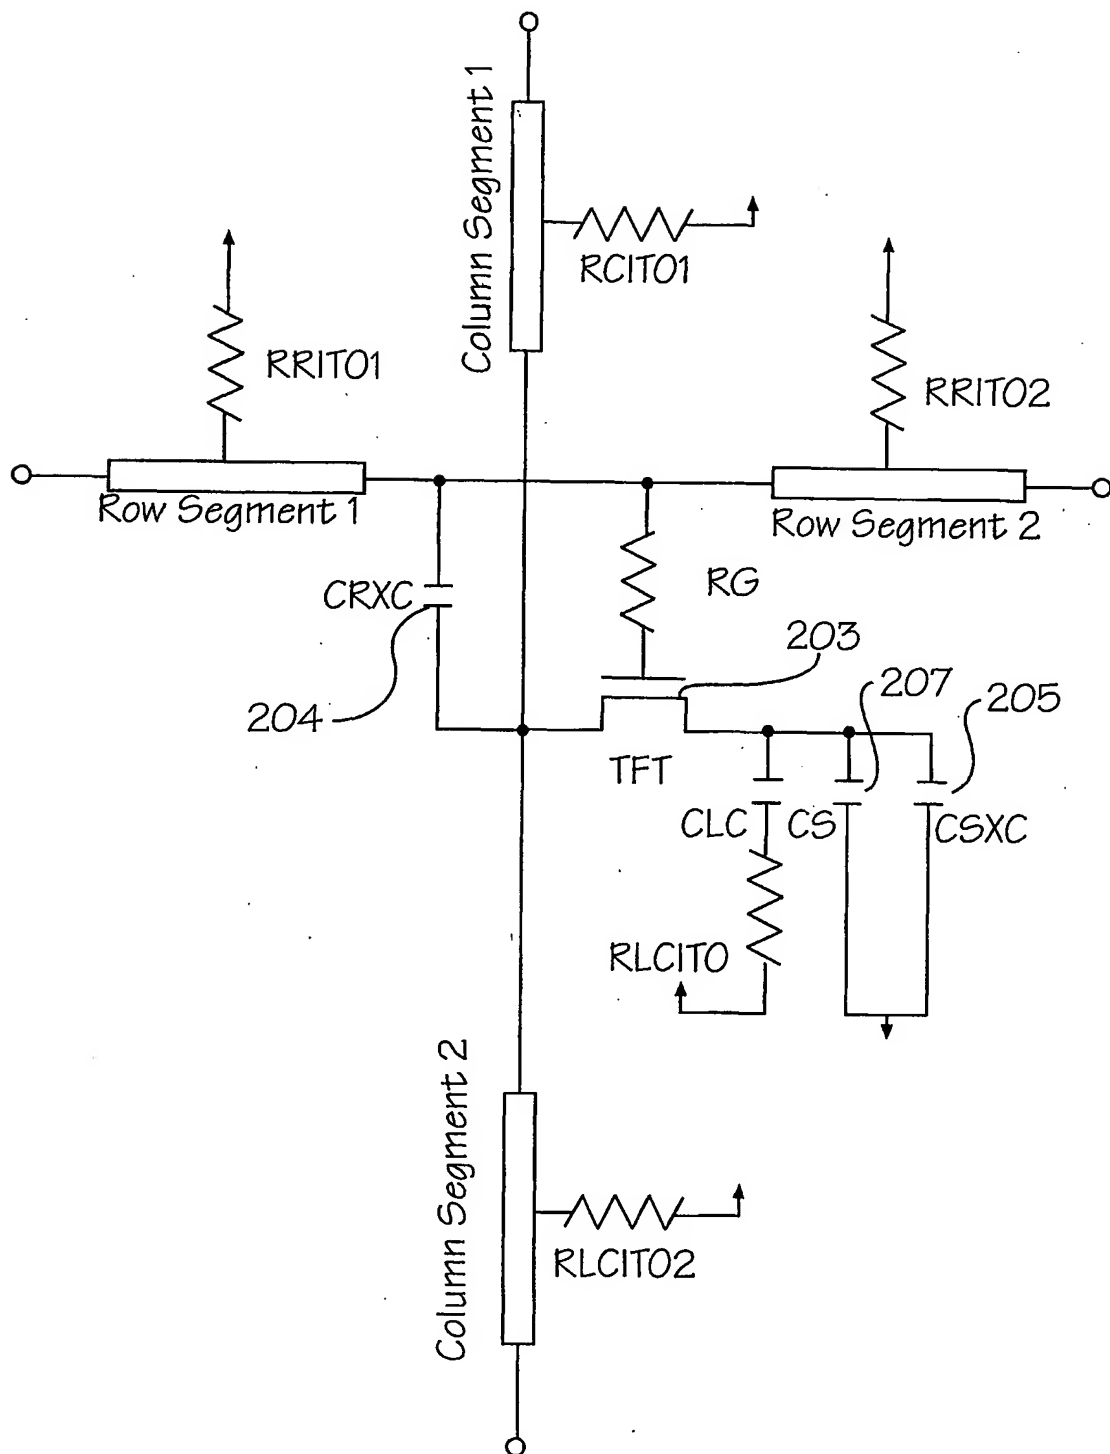 Column Segment 1
RCITO1
RRITO1
RRITO2
Row Segment 1
Row Segment 2
CRXC
RG
203
204
207
205
TFT
CLC
CS
CSXC
RLCITO
Column Segment 2
RLCITO2